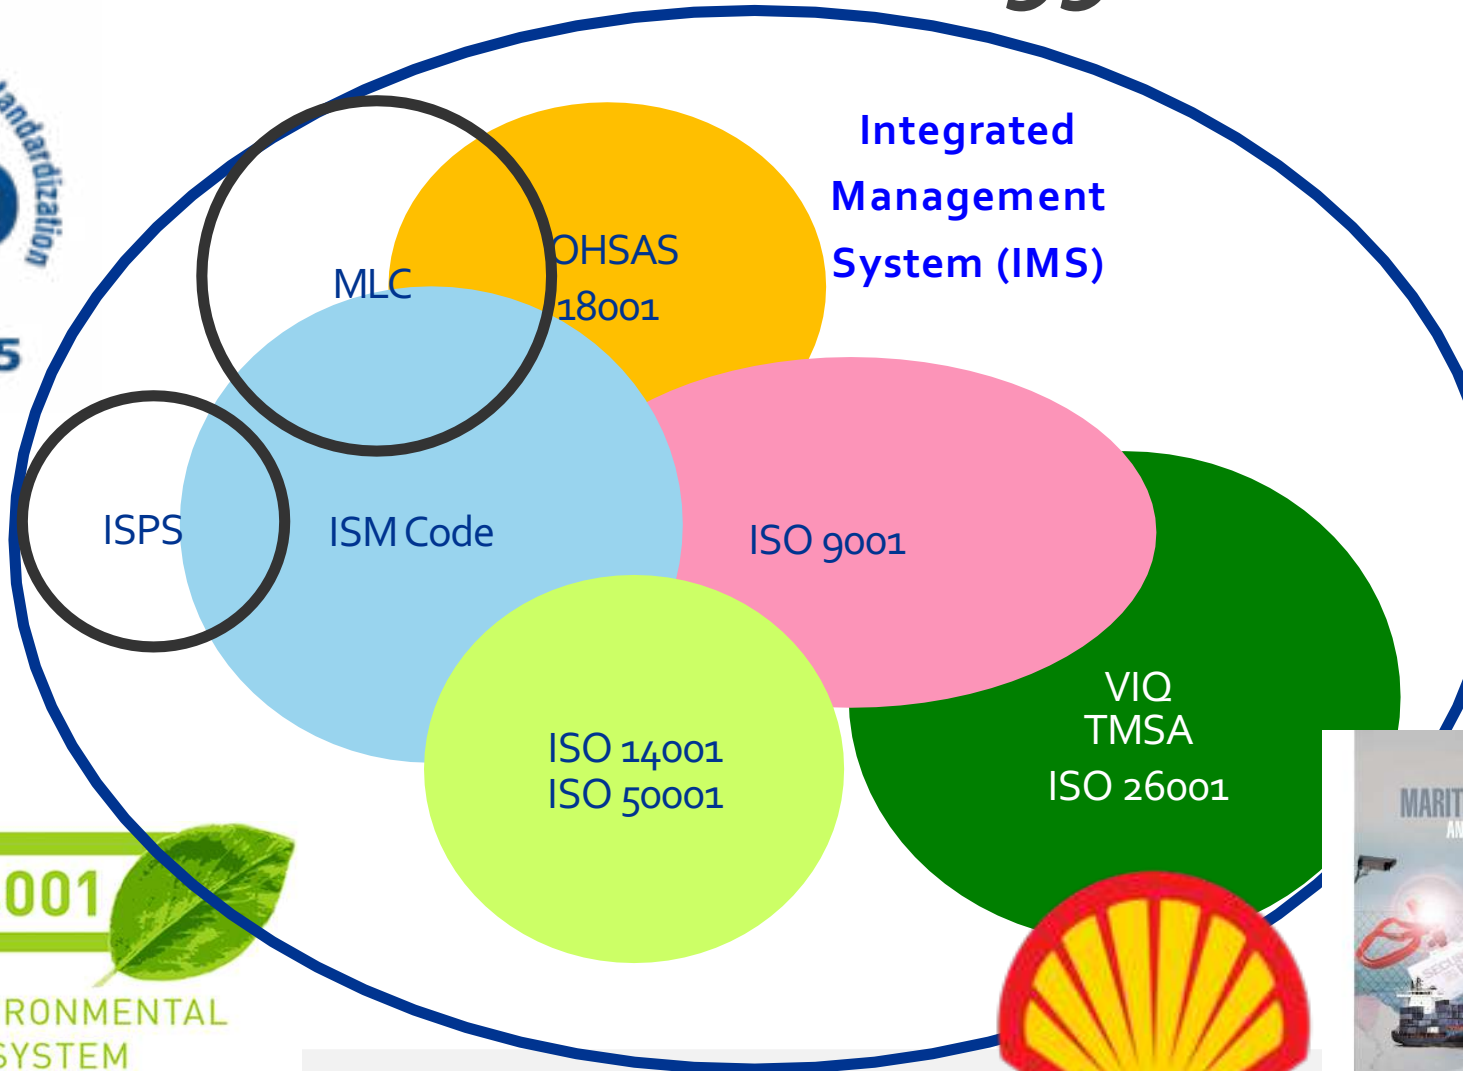 Integrated
Management
System (IMS)
OHSAS
18001
MLC
ISPS
ISM Code
ISO 9001
VIQ
TMSA
ISO 26001
ISO 14001
ISO 50001
001
SYSTEM
5